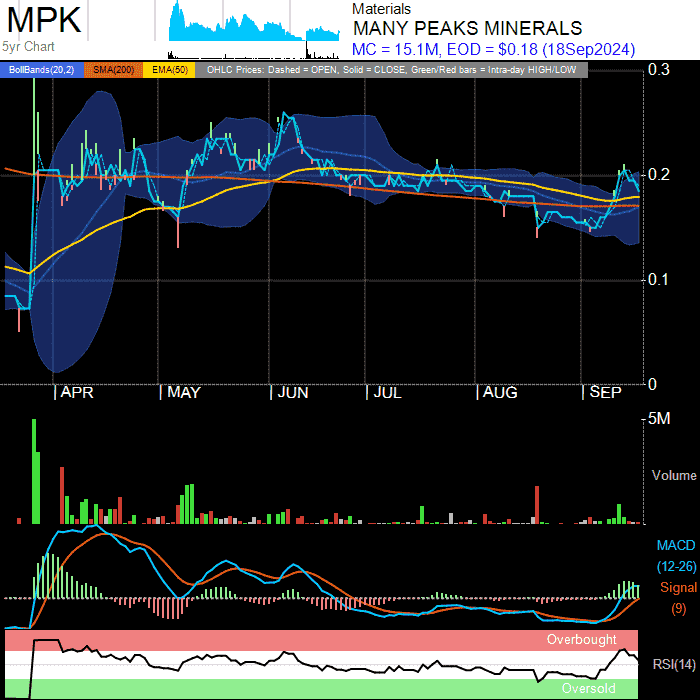 MPK
5yr Chart
Materials
MANY PEAKS MINERALS
MC = 15.1M, EOD = $0.18 (18Sep2024)
BollBands(20,2) SMA(200) EMA(50) OHLC Prices: Dashed = OPEN, Solid = CLOSE, Green/Red bars = Intra-day HIGH/LOW
0.3
0.2
0.1
0
APR MAY JUN JUL AUG SEP
5M
Volume
MACD
(12-26)
Signal
(9)
Overbought
RSI(14)
Oversold